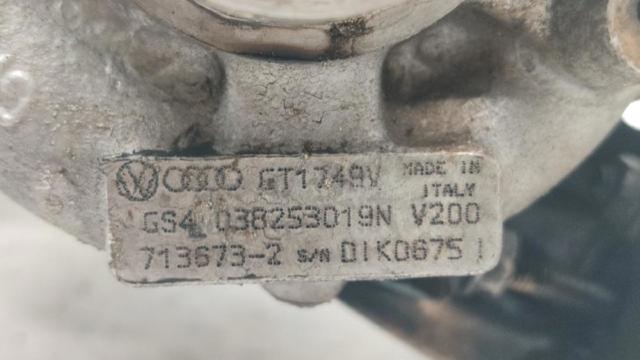 GT1749V MADE IN
ITALY
GS4 038253019N V200
713673-2 S/N DIK0675 I